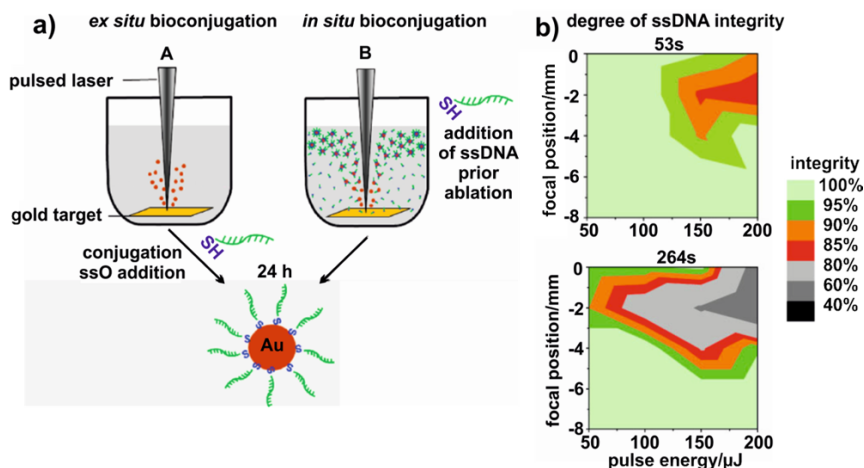 a)
ex situ bioconjugation
in situ bioconjugation
A
B
pulsed laser
gold target
SH
addition
of ssDNA
prior
ablation
conjugation
ssO addition
SH
24 h
Au
S
S
S
S
S
S
S
S
S
S
b)
degree of ssDNA integrity
53s
focal position/mm
0
-2
-4
-6
-8
50
100
150
200
264s
focal position/mm
0
-2
-4
-6
-8
50
100
150
200
pulse energy/µJ
integrity
100%
95%
90%
85%
80%
60%
40%